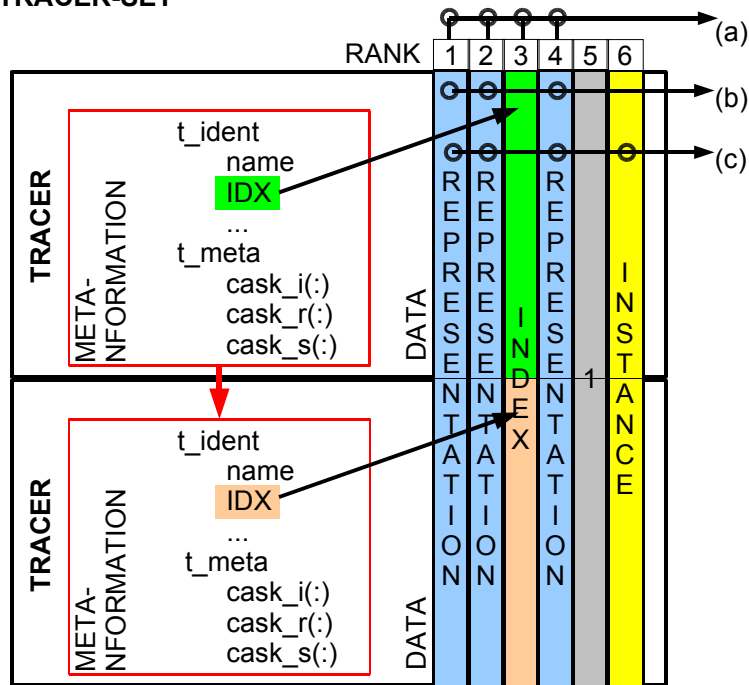 TRACER-SET
(a)
RANK 1 2 3 4 5 6
(b)
(c)
TRACER
META-
NFORMATION
t_ident
name
IDX
...
t_meta
cask_i(:)
cask_r(:)
cask_s(:)
DATA
TRACER
META-
NFORMATION
t_ident
name
IDX
...
t_meta
cask_i(:)
cask_r(:)
cask_s(:)
DATA
REPRESENTATION
REPRESENTATION
INDEX
REPRESENTATION
1
INSTANCE